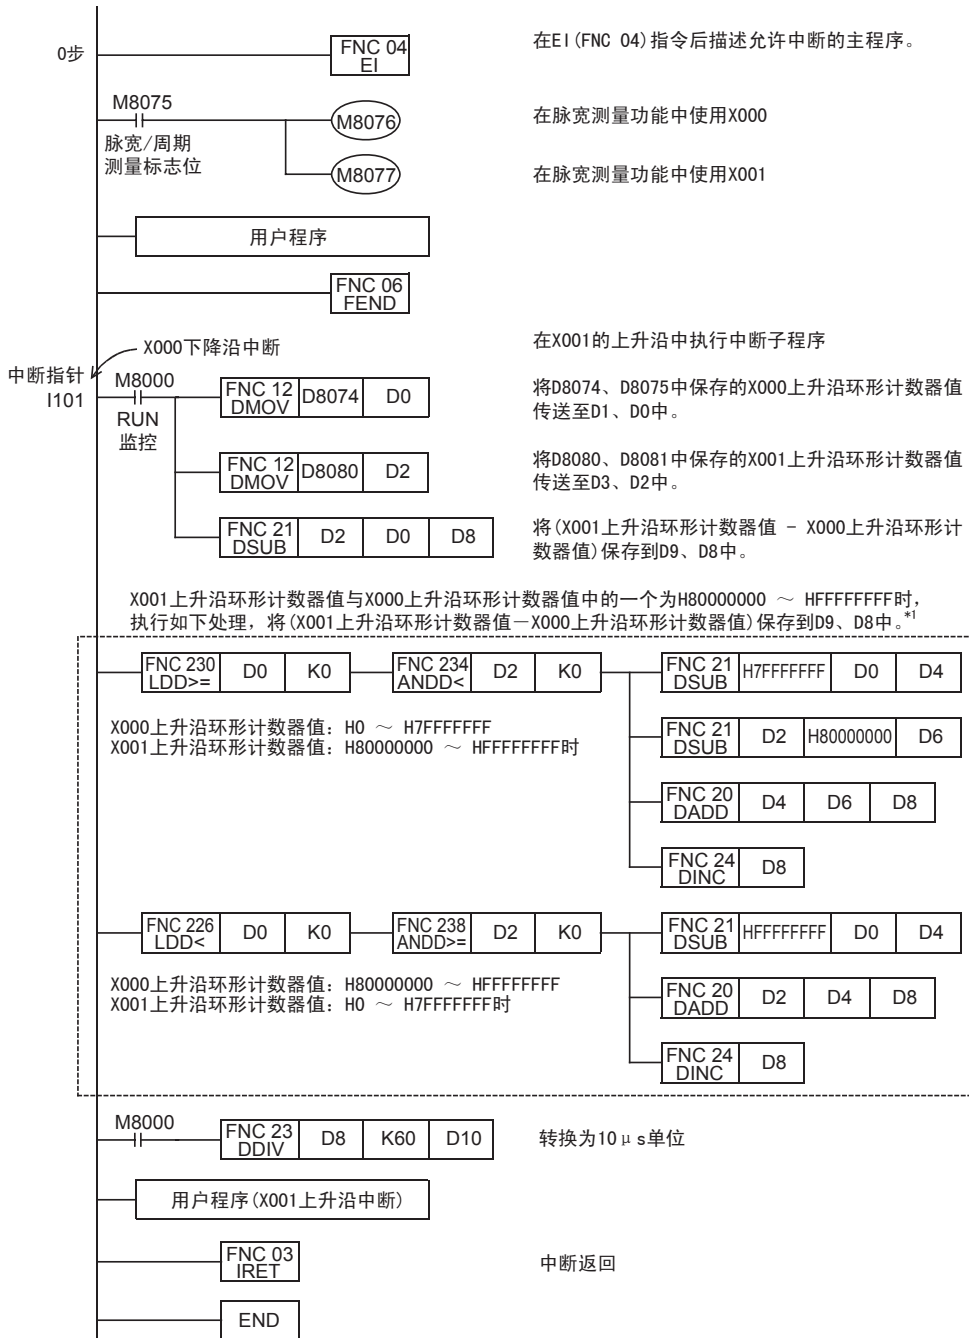 0步
FNC 04
EI
在EI(FNC 04)指令后描述允许中断的主程序。
M8075
脉宽/周期
测量标志位
M8076
在脉宽测量功能中使用X000
M8077
在脉宽测量功能中使用X001
用户程序
FNC 06
FEND
X000下降沿中断
在X001的上升沿中执行中断子程序
中断指针
I101
M8000
RUN
监控
FNC 12
DMOV D8074 D0
将D8074、D8075中保存的X000上升沿环形计数器值
传送至D1、D0中。
FNC 12
DMOV D8080 D2
将D8080、D8081中保存的X001上升沿环形计数器值
传送至D3、D2中。
FNC 21
DSUB D2 D0 D8
将(X001上升沿环形计数器值 - X000上升沿环形计
数器值)保存到D9、D8中。
X001上升沿环形计数器值与X000上升沿环形计数器值中的一个为H80000000 ～ HFFFFFFFF时，
执行如下处理，将(X001上升沿环形计数器值－X000上升沿环形计数器值)保存到D9、D8中。*1
FNC 230
LDD>= D0 K0
FNC 234
ANDD< D2 K0
FNC 21
DSUB H7FFFFFFF D0 D4
X000上升沿环形计数器值：H0 ～ H7FFFFFFF
X001上升沿环形计数器值：H80000000 ～ HFFFFFFFF时
FNC 21
DSUB D2 H80000000 D6
FNC 20
DADD D4 D6 D8
FNC 24
DINC D8
FNC 226
LDD< D0 K0
FNC 238
ANDD>= D2 K0
FNC 21
DSUB HFFFFFFFF D0 D4
X000上升沿环形计数器值：H80000000 ～ HFFFFFFFF
X001上升沿环形计数器值：H0 ～ H7FFFFFFF时
FNC 20
DADD D2 D4 D8
FNC 24
DINC D8
M8000
FNC 23
DDIV D8 K60 D10
转换为10μs单位
用户程序(X001上升沿中断)
FNC 03
IRET
中断返回
END